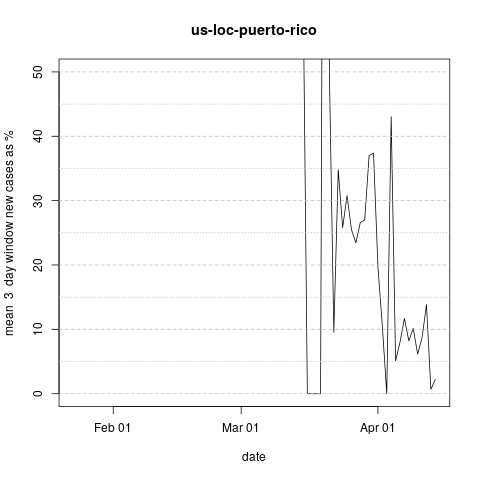 us-loc-puerto-rico
mean  3  day window new cases as %
50
40
30
20
10
0
Feb 01
Mar 01
Apr 01
date